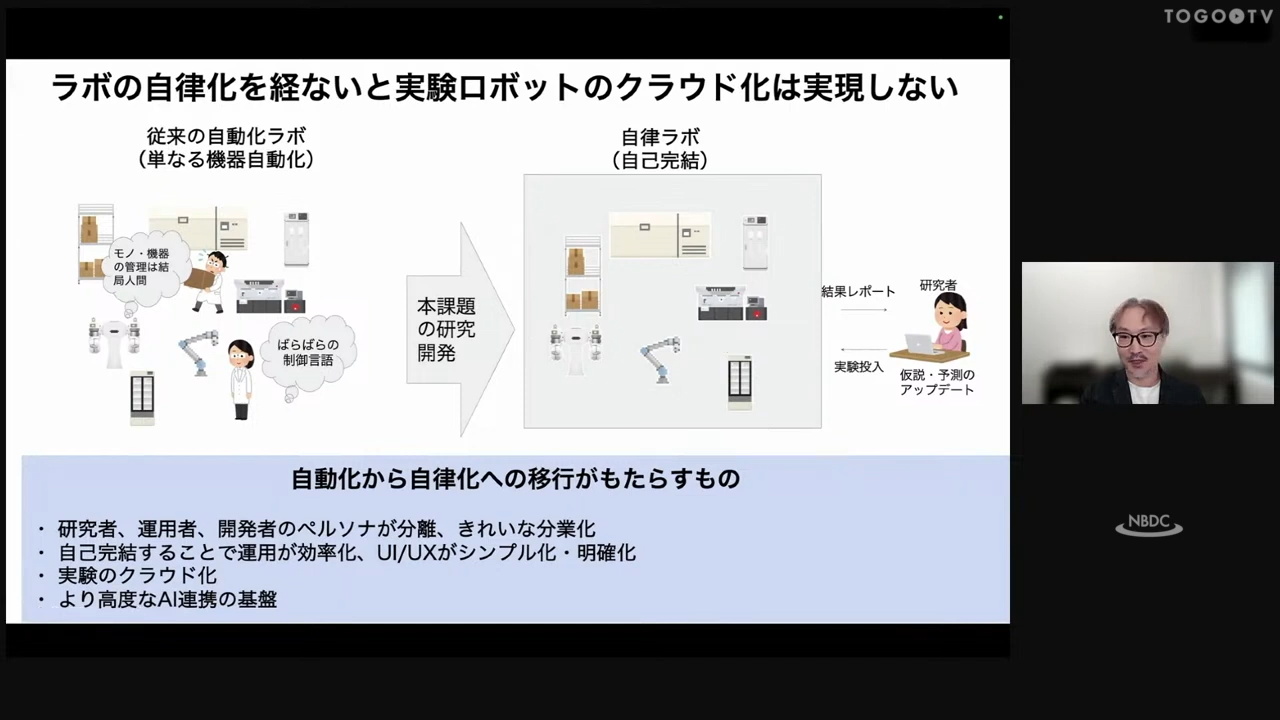 TOGOTV
ラボの自律化を経ないと実験ロボットのクラウド化は実現しない
従来の自動化ラボ
（単なる機器自動化）
モノ・機器
の管理は結
局人間
ばらばらの
制御言語
本課題
の研究
開発
自律ラボ
（自己完結）
結果レポート
実験投入
研究者
仮説・予測の
アップデート
自動化から自律化への移行がもたらすもの
・ 研究者、運用者、開発者のペルソナが分離、きれいな分業化
・ 自己完結することで運用が効率化、UI/UXがシンプル化・明確化
・ 実験のクラウド化
・ より高度なAI連携の基盤
NBDC